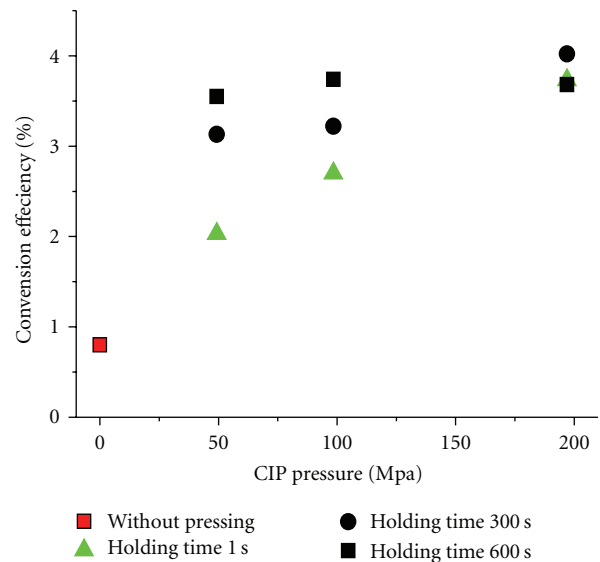 4
3
2
1
0
Convension effeciency (%)
0 50 100 150 200
CIP pressure (Mpa)
Without pressing
Holding time 1 s
Holding time 300 s
Holding time 600 s